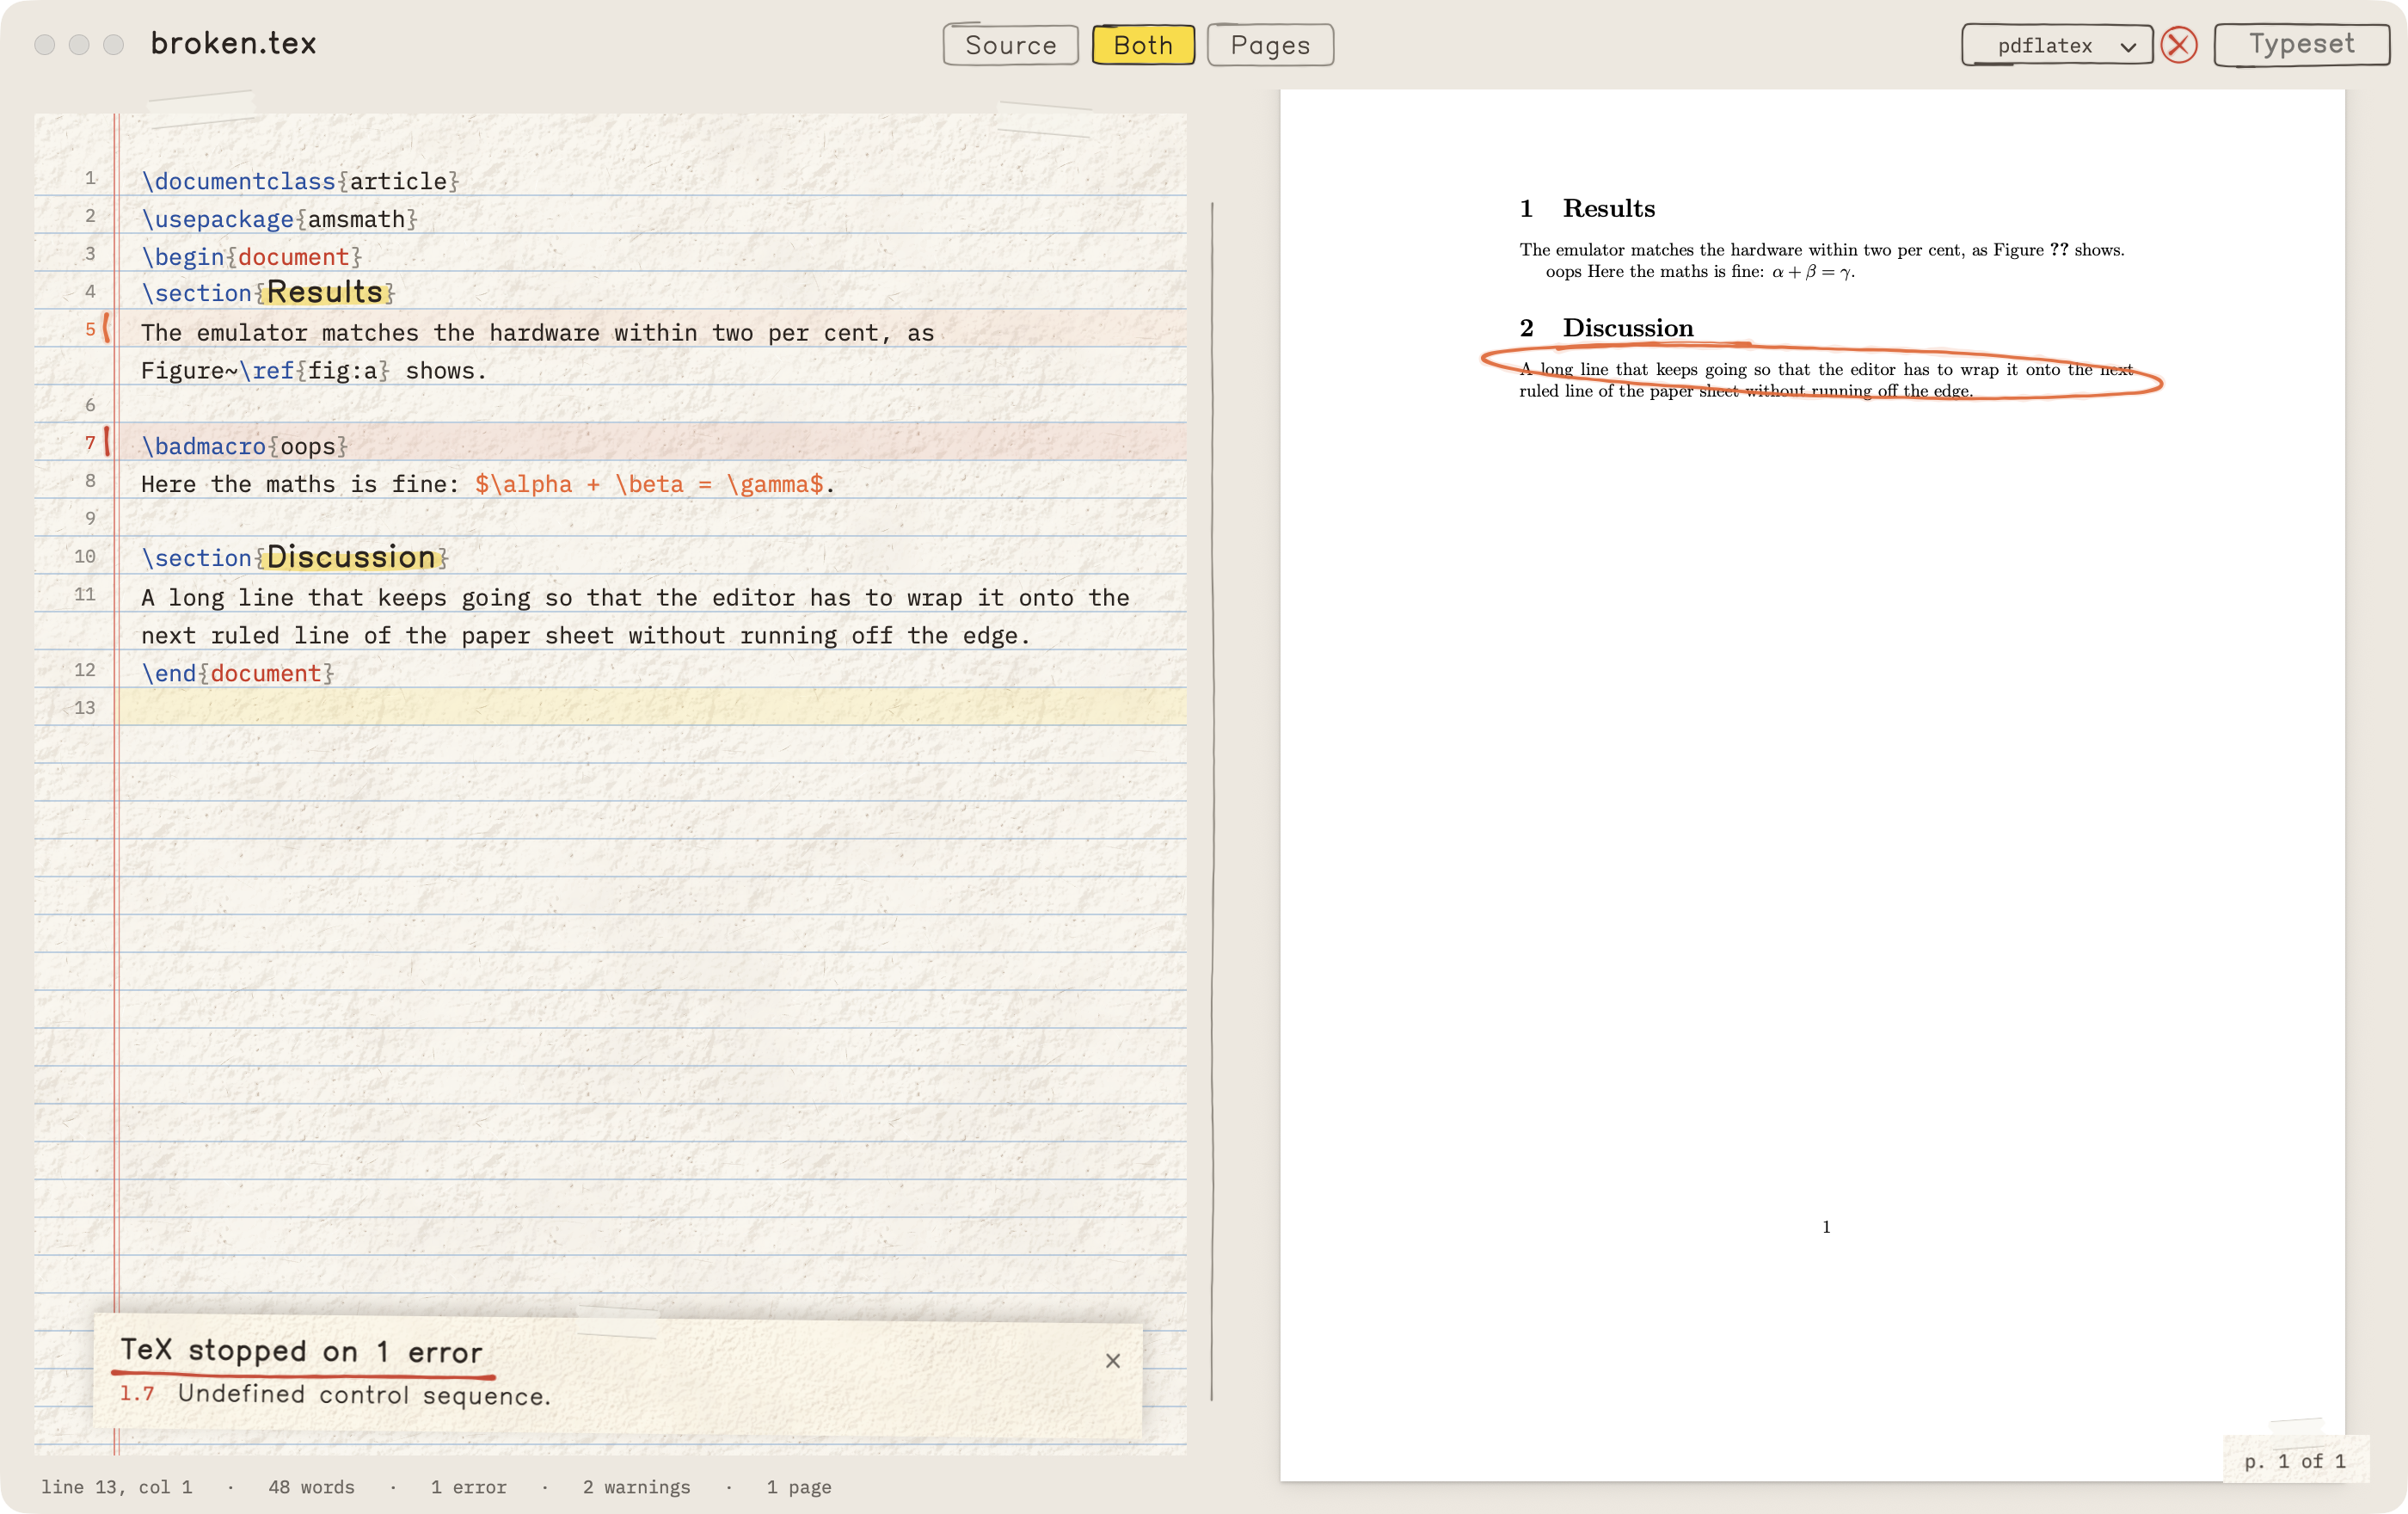 broken.tex
Source Both Pages
pdflatex Typeset
1 \documentclass{article}
2 \usepackage{amsmath}
3 \begin{document}
4 \section{Results}
5 The emulator matches the hardware within two per cent, as
Figure~\ref{fig:a} shows.
6
7 \badmacro{oops}
8 Here the maths is fine: $\alpha + \beta = \gamma$.
9
10 \section{Discussion}
11 A long line that keeps going so that the editor has to wrap it onto the
next ruled line of the paper sheet without running off the edge.
12 \end{document}
13
TeX stopped on 1 error
l.7 Undefined control sequence.
line 13, col 1 · 48 words · 1 error · 2 warnings · 1 page
1 Results
The emulator matches the hardware within two per cent, as Figure ?? shows.
oops Here the maths is fine: α + β = γ.
2 Discussion
A long line that keeps going so that the editor has to wrap it onto the next
ruled line of the paper sheet without running off the edge.
1
p. 1 of 1